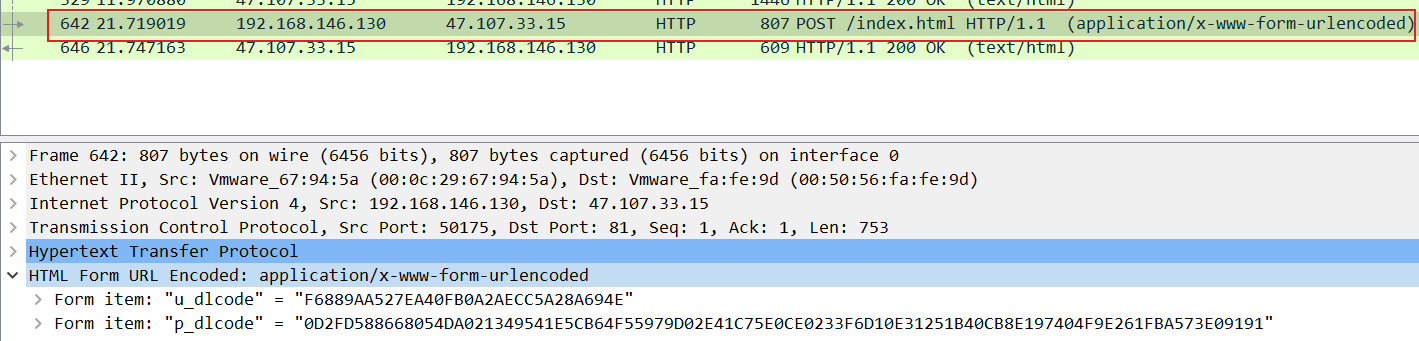 529 11.970880 47.107.33.15 192.168.146.130 HTTP 1446 HTTP/1.1 200 OK (text/html)
642 21.719019 192.168.146.130 47.107.33.15 HTTP 807 POST /index.html HTTP/1.1 (application/x-www-form-urlencoded)
646 21.747163 47.107.33.15 192.168.146.130 HTTP 609 HTTP/1.1 200 OK (text/html)
Frame 642: 807 bytes on wire (6456 bits), 807 bytes captured (6456 bits) on interface 0
Ethernet II, Src: Vmware_67:94:5a (00:0c:29:67:94:5a), Dst: Vmware_fa:fe:9d (00:50:56:fa:fe:9d)
Internet Protocol Version 4, Src: 192.168.146.130, Dst: 47.107.33.15
Transmission Control Protocol, Src Port: 50175, Dst Port: 81, Seq: 1, Ack: 1, Len: 753
Hypertext Transfer Protocol
HTML Form URL Encoded: application/x-www-form-urlencoded
Form item: "u_dlcode" = "F6889AA527EA40FB0A2AECC5A28A694E"
Form item: "p_dlcode" = "0D2FD588668054DA021349541E5CB64F55979D02E41C75E0CE0233F6D10E31251B40CB8E197404F9E261FBA573E09191"